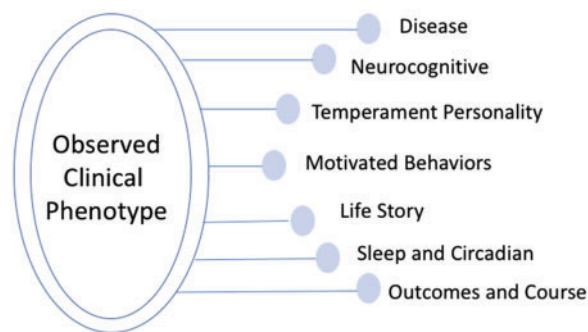 Observed
Clinical
Phenotype
Disease
Neurocognitive
Temperament Personality
Motivated Behaviors
Life Story
Sleep and Circadian
Outcomes and Course